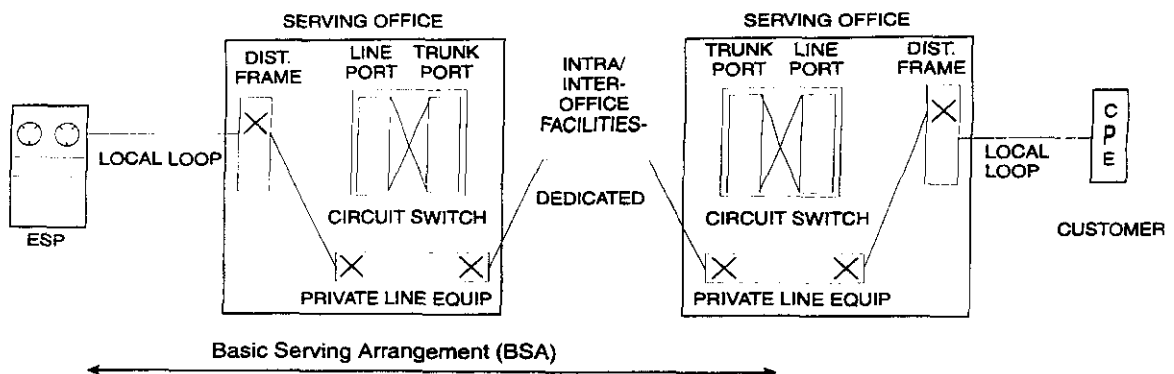 SERVING OFFICE
DIST.
FRAME
LINE
PORT
TRUNK
PORT
LOCAL LOOP
ESP
CIRCUIT SWITCH
PRIVATE LINE EQUIP
INTRA/
INTER-
OFFICE
FACILITIES-
DEDICATED
SERVING OFFICE
TRUNK
PORT
LINE
PORT
DIST.
FRAME
CIRCUIT SWITCH
PRIVATE LINE EQUIP
LOCAL
LOOP
C
P
E
CUSTOMER
Basic Serving Arrangement (BSA)